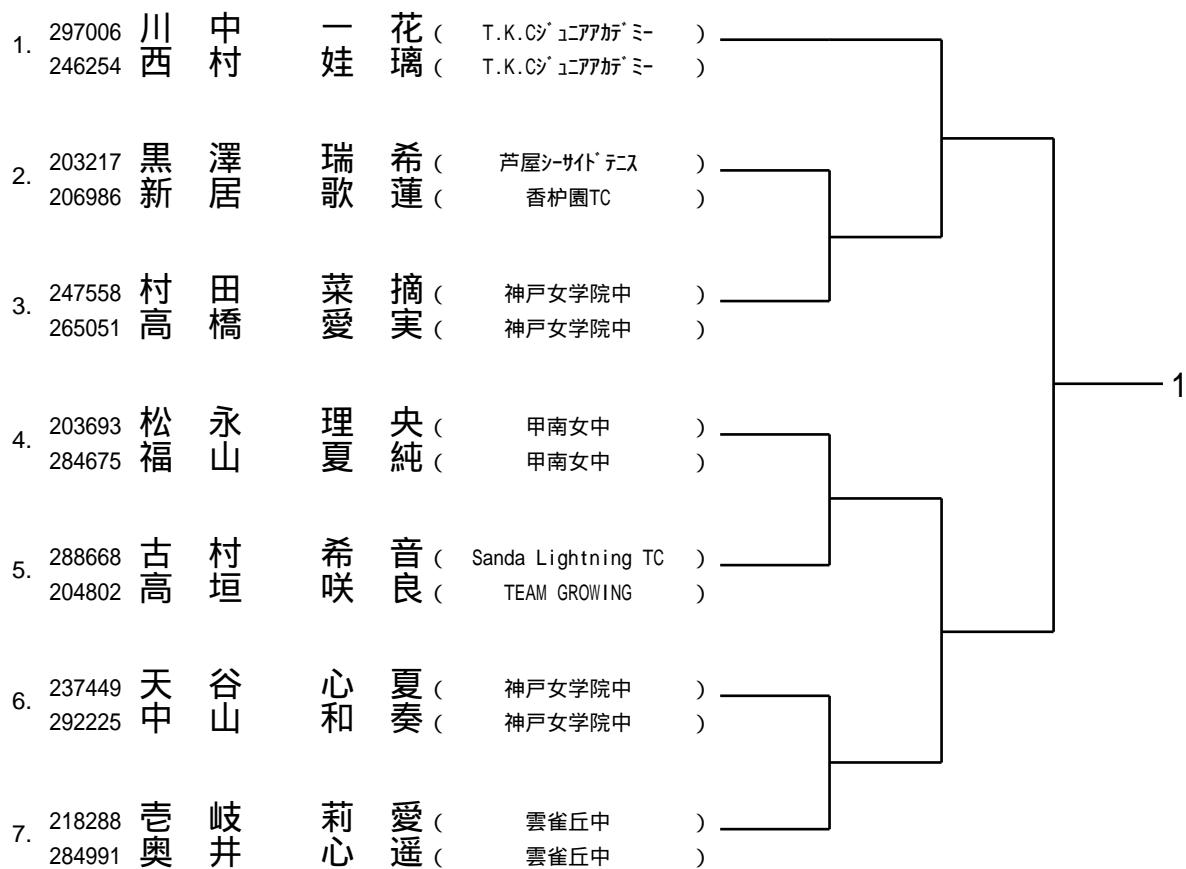 1. 297006 川 中 一 花 ( T.K.Cｼﾞｭﾆｱｱｶﾃﾞﾐｰ )
246254 西 村 娃 璃 ( T.K.Cｼﾞｭﾆｱｱｶﾃﾞﾐｰ )
2. 203217 黒 澤 瑞 希 ( 芦屋ｼｰｻｲﾄﾞﾃﾆｽ )
206986 新 居 歌 蓮 ( 香枦園TC )
3. 247558 村 田 菜 摘 ( 神戸女学院中 )
265051 高 橋 愛 実 ( 神戸女学院中 )
1
4. 203693 松 永 理 央 ( 甲南女中 )
284675 福 山 夏 純 ( 甲南女中 )
5. 288668 古 村 希 音 ( Sanda Lightning TC )
204802 高 垣 咲 良 ( TEAM GROWING )
6. 237449 天 谷 心 夏 ( 神戸女学院中 )
292225 中 山 和 奏 ( 神戸女学院中 )
7. 218288 壱 岐 莉 愛 ( 雲雀丘中 )
284991 奥 井 心 遥 ( 雲雀丘中 )